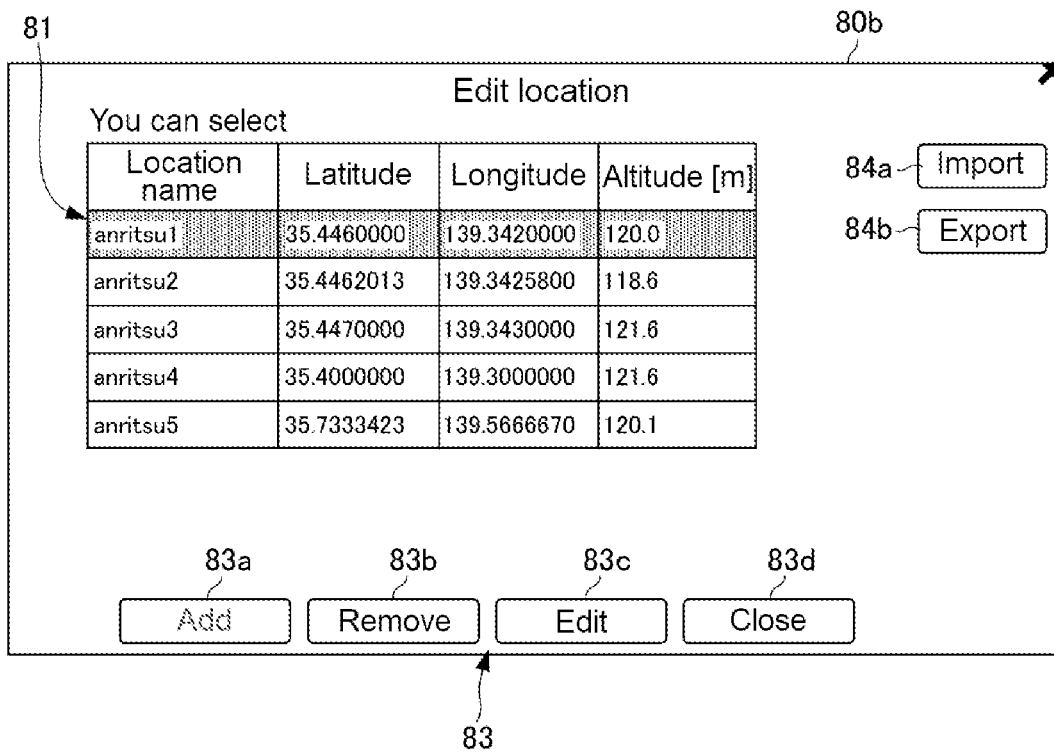 81
80b
Edit location
You can select
Location name Latitude Longitude Altitude [m]
84a Import
81
anritsu1 35.4460000 139.3420000 120.0
84b Export
anritsu2 35.4462013 139.3425800 118.6
anritsu3 35.4470000 139.3430000 121.6
anritsu4 35.4000000 139.3000000 121.6
anritsu5 35.7333423 139.5666670 120.1
83a 83b 83c 83d
Add Remove Edit Close
83